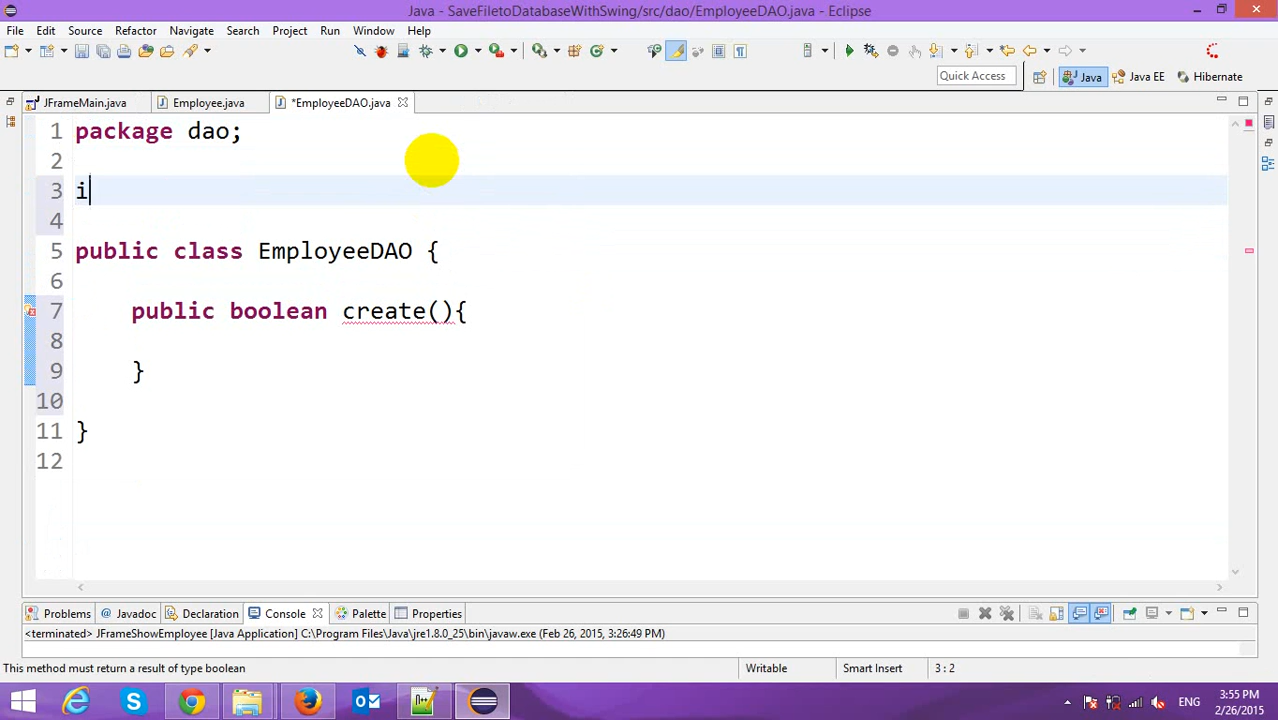 Java - SaveFiletoDatabaseWithSwing/src/dao/EmployeeDAO.java - Eclipse
File Edit Source Refactor Navigate Search Project Run Window Help
Quick Access Java Java EE Hibernate
JFrameMain.java Employee.java *EmployeeDAO.java
1 package dao;
2
3 i
4
5 public class EmployeeDAO {
6
7 public boolean create(){
8
9 }
10
11 }
12
Problems @ Javadoc Declaration Console Palette Properties
<terminated> JFrameShowEmployee [Java Application] C:\Program Files\Java\jre1.8.0_25\bin\javaw.exe (Feb 26, 2015, 3:26:49 PM)
This method must return a result of type boolean Writable Smart Insert 3 : 2
ENG 3:55 PM
2/26/2015